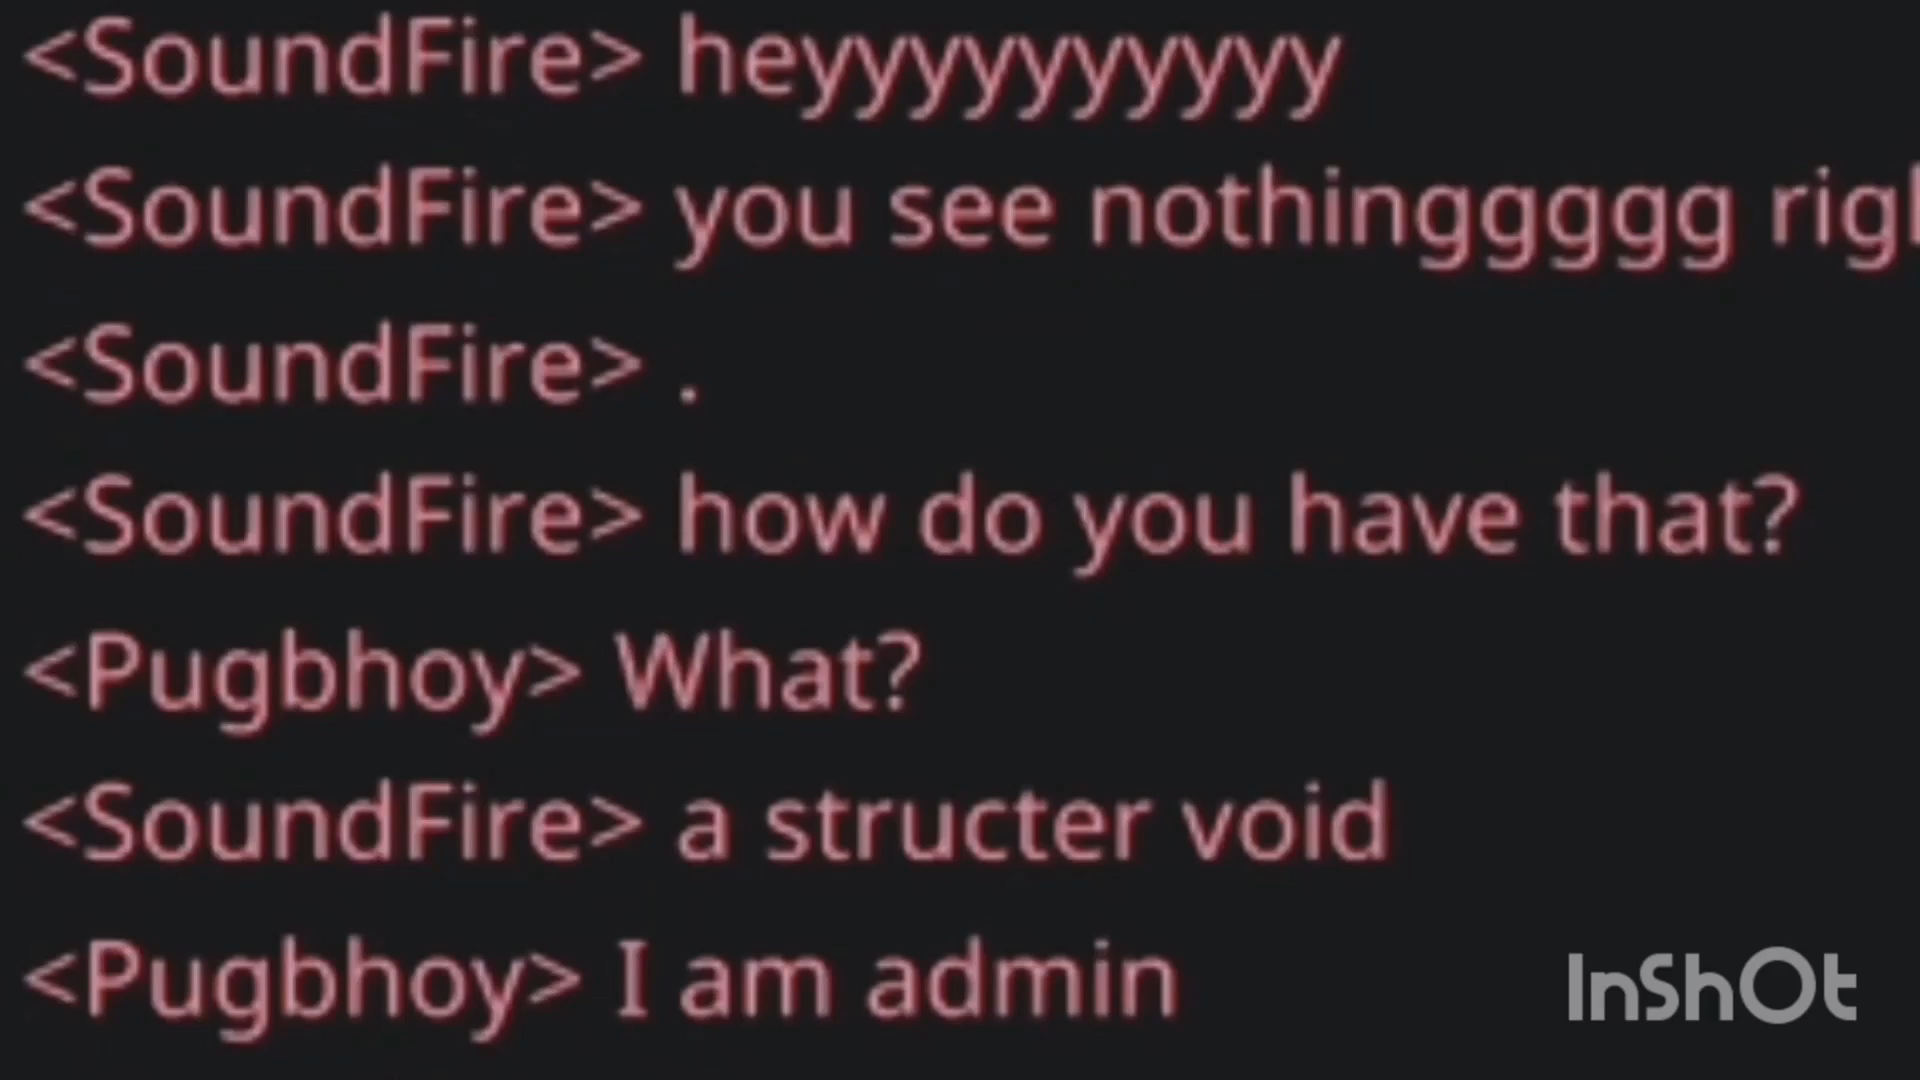 <SoundFire> heyyyyyyyyyy
<SoundFire> you see nothinggggg
<SoundFire> .
<SoundFire> how do you have that?
<Pugbhoy> What?
<SoundFire> a structer void
<Pugbhoy> I am admin
InShOt